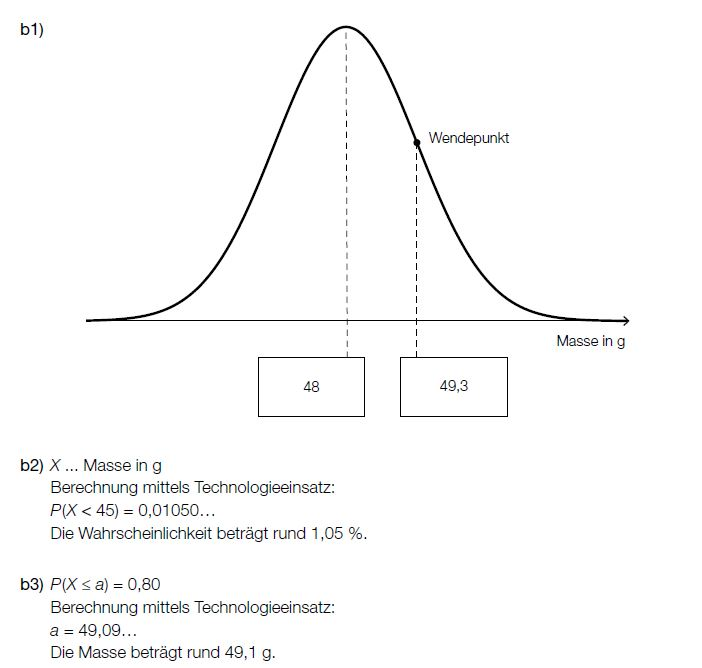 b1)
Wendepunkt
Masse in g
48
49,3
b2) X ... Masse in g
Berechnung mittels Technologieeinsatz:
P(X < 45) = 0,01050…
Die Wahrscheinlichkeit beträgt rund 1,05 %.
b3) P(X ≤ a) = 0,80
Berechnung mittels Technologieeinsatz:
a = 49,09…
Die Masse beträgt rund 49,1 g.